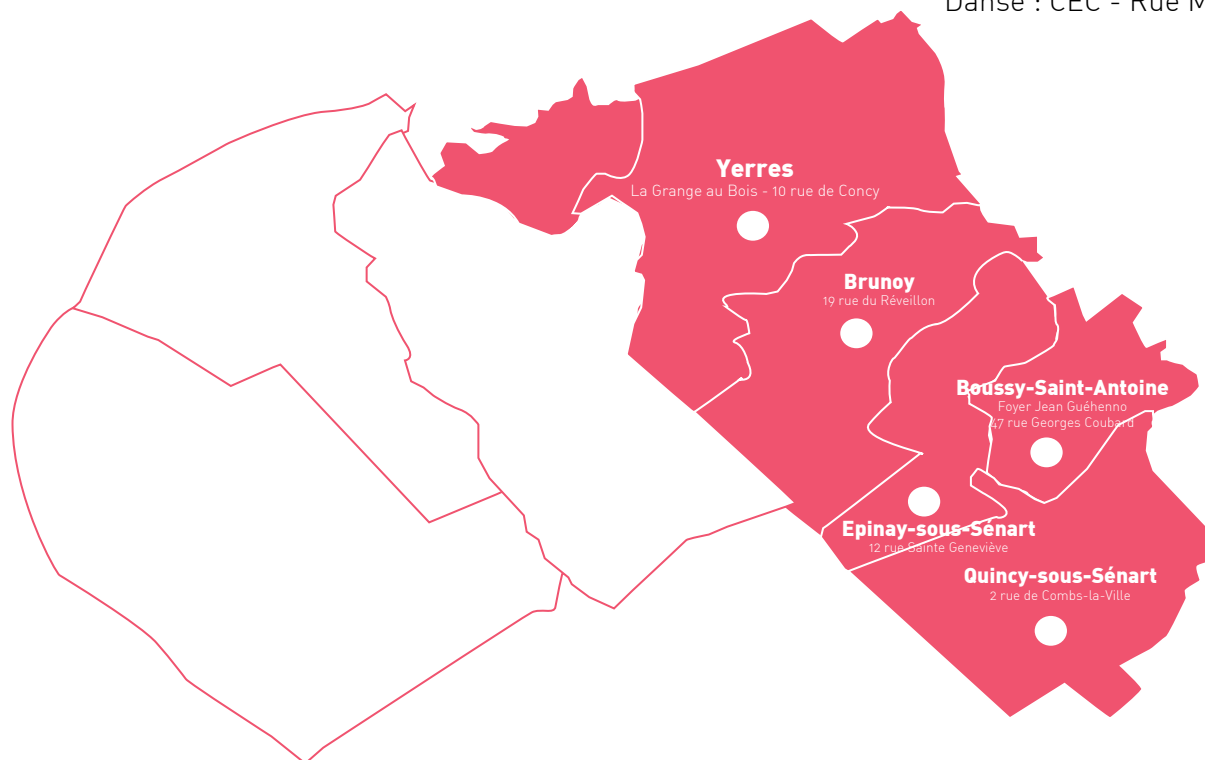 Danse : CEC - Rue M
Yerres
La Grange au Bois - 10 rue de Concy
Brunoy
19 rue du Réveillon
Boussy-Saint-Antoine
Foyer Jean Guéhenno
47 rue Georges Coubard
Epinay-sous-Sénart
12 rue Sainte Geneviève
Quincy-sous-Sénart
2 rue de Combs-la-Ville